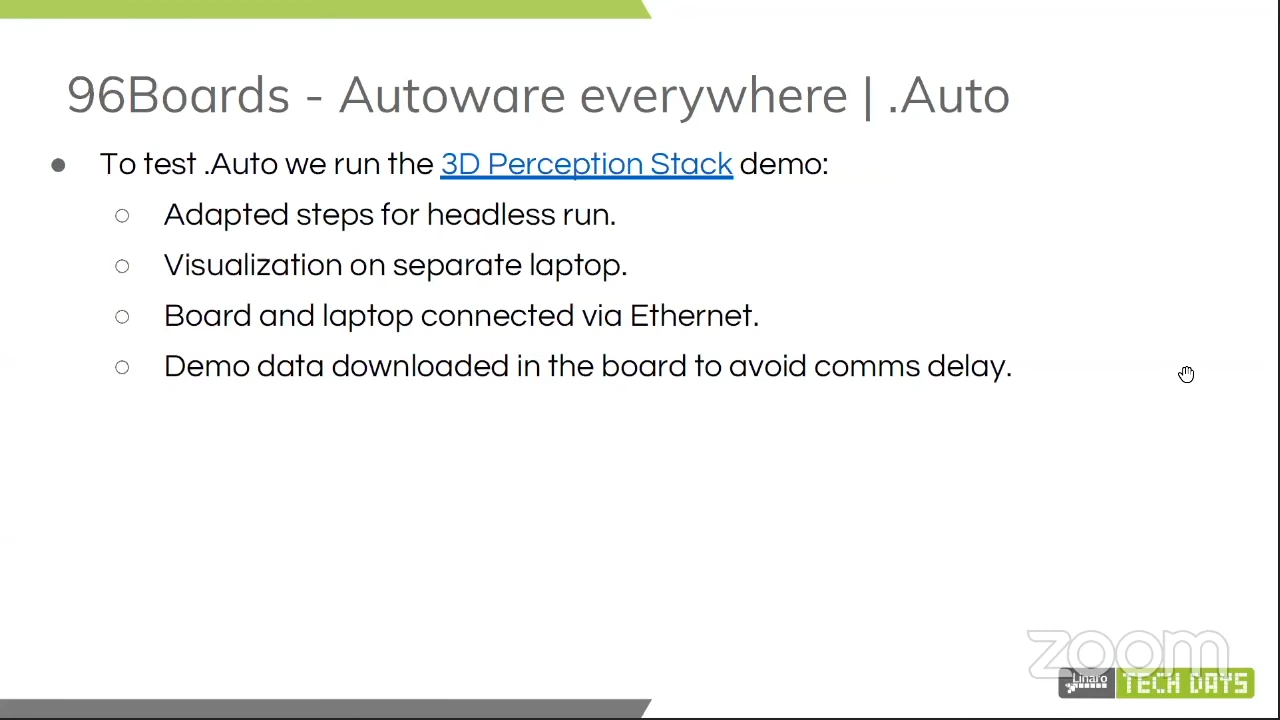 96Boards - Autoware everywhere | .Auto
● To test .Auto we run the 3D Perception Stack demo:
○ Adapted steps for headless run.
○ Visualization on separate laptop.
○ Board and laptop connected via Ethernet.
○ Demo data downloaded in the board to avoid comms delay.
zoom
Linaro TECH DAYS